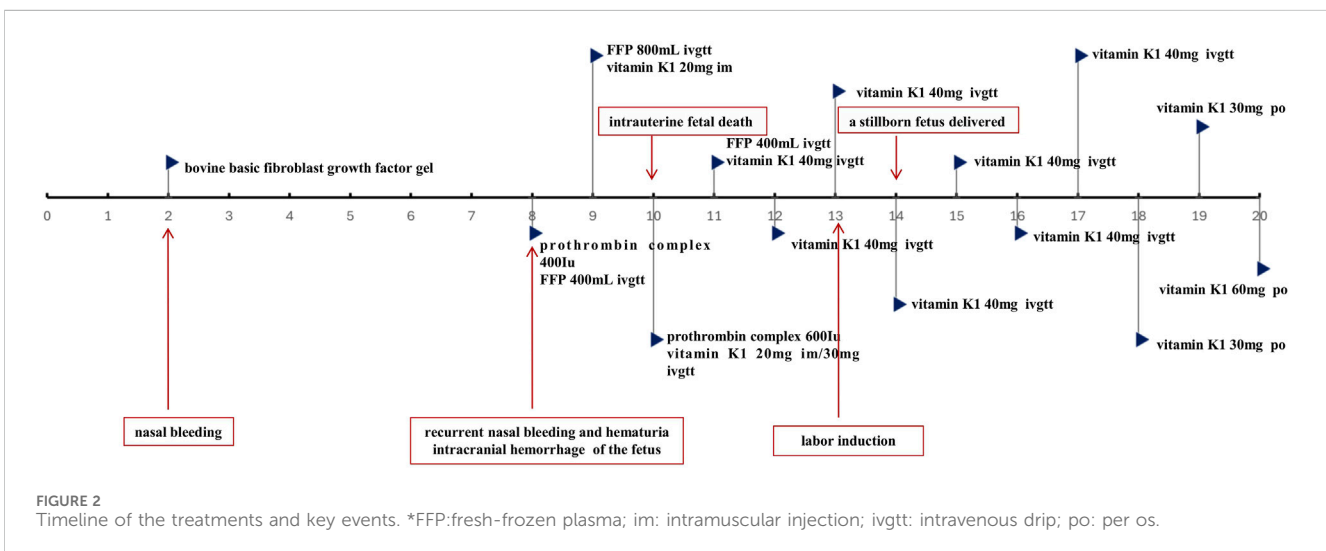 FFP 800mL ivgtt
vitamin K1 20mg im
vitamin K1 40mg ivgtt
vitamin K1 40mg ivgtt
intrauterine fetal death
a stillborn fetus delivered
vitamin K1 30mg po
FFP 400mL ivgtt
vitamin K1 40mg ivgtt
vitamin K1 40mg ivgtt
bovine basic fibroblast growth factor gel
0 1 2 3 4 5 6 7 8 9 10 11 12 13 14 15 16 17 18 19 20
prothrombin complex
400Iu
FFP 400mL ivgtt
vitamin K1 40mg ivgtt
vitamin K1 40mg ivgtt
vitamin K1 60mg po
vitamin K1 40mg ivgtt
prothrombin complex 600Iu
vitamin K1 20mg im/30mg
ivgtt
vitamin K1 30mg po
nasal bleeding
recurrent nasal bleeding and hematuria
intracranial hemorrhage of the fetus
labor induction
FIGURE 2
Timeline of the treatments and key events. *FFP:fresh-frozen plasma; im: intramuscular injection; ivgtt: intravenous drip; po: per os.